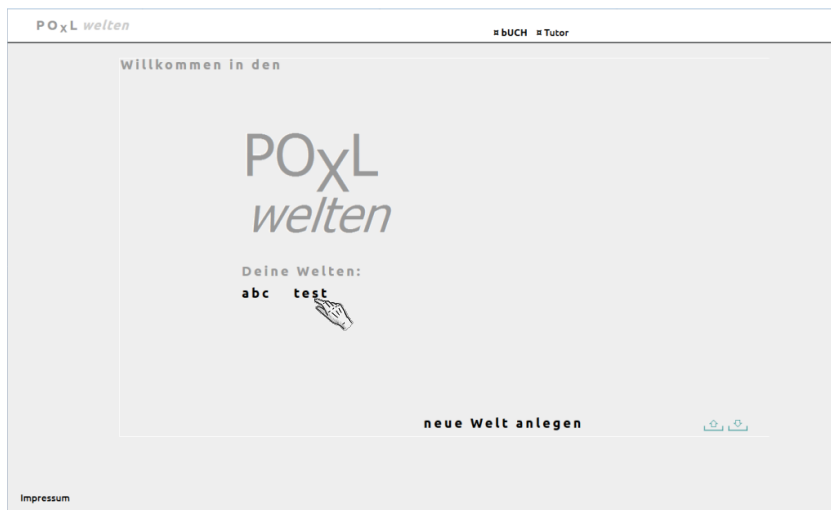 POXL welten
¤ bUCH ¤ Tutor
Willkommen in den
POXL
welten
Deine Welten:
abc test
neue Welt anlegen
Impressum